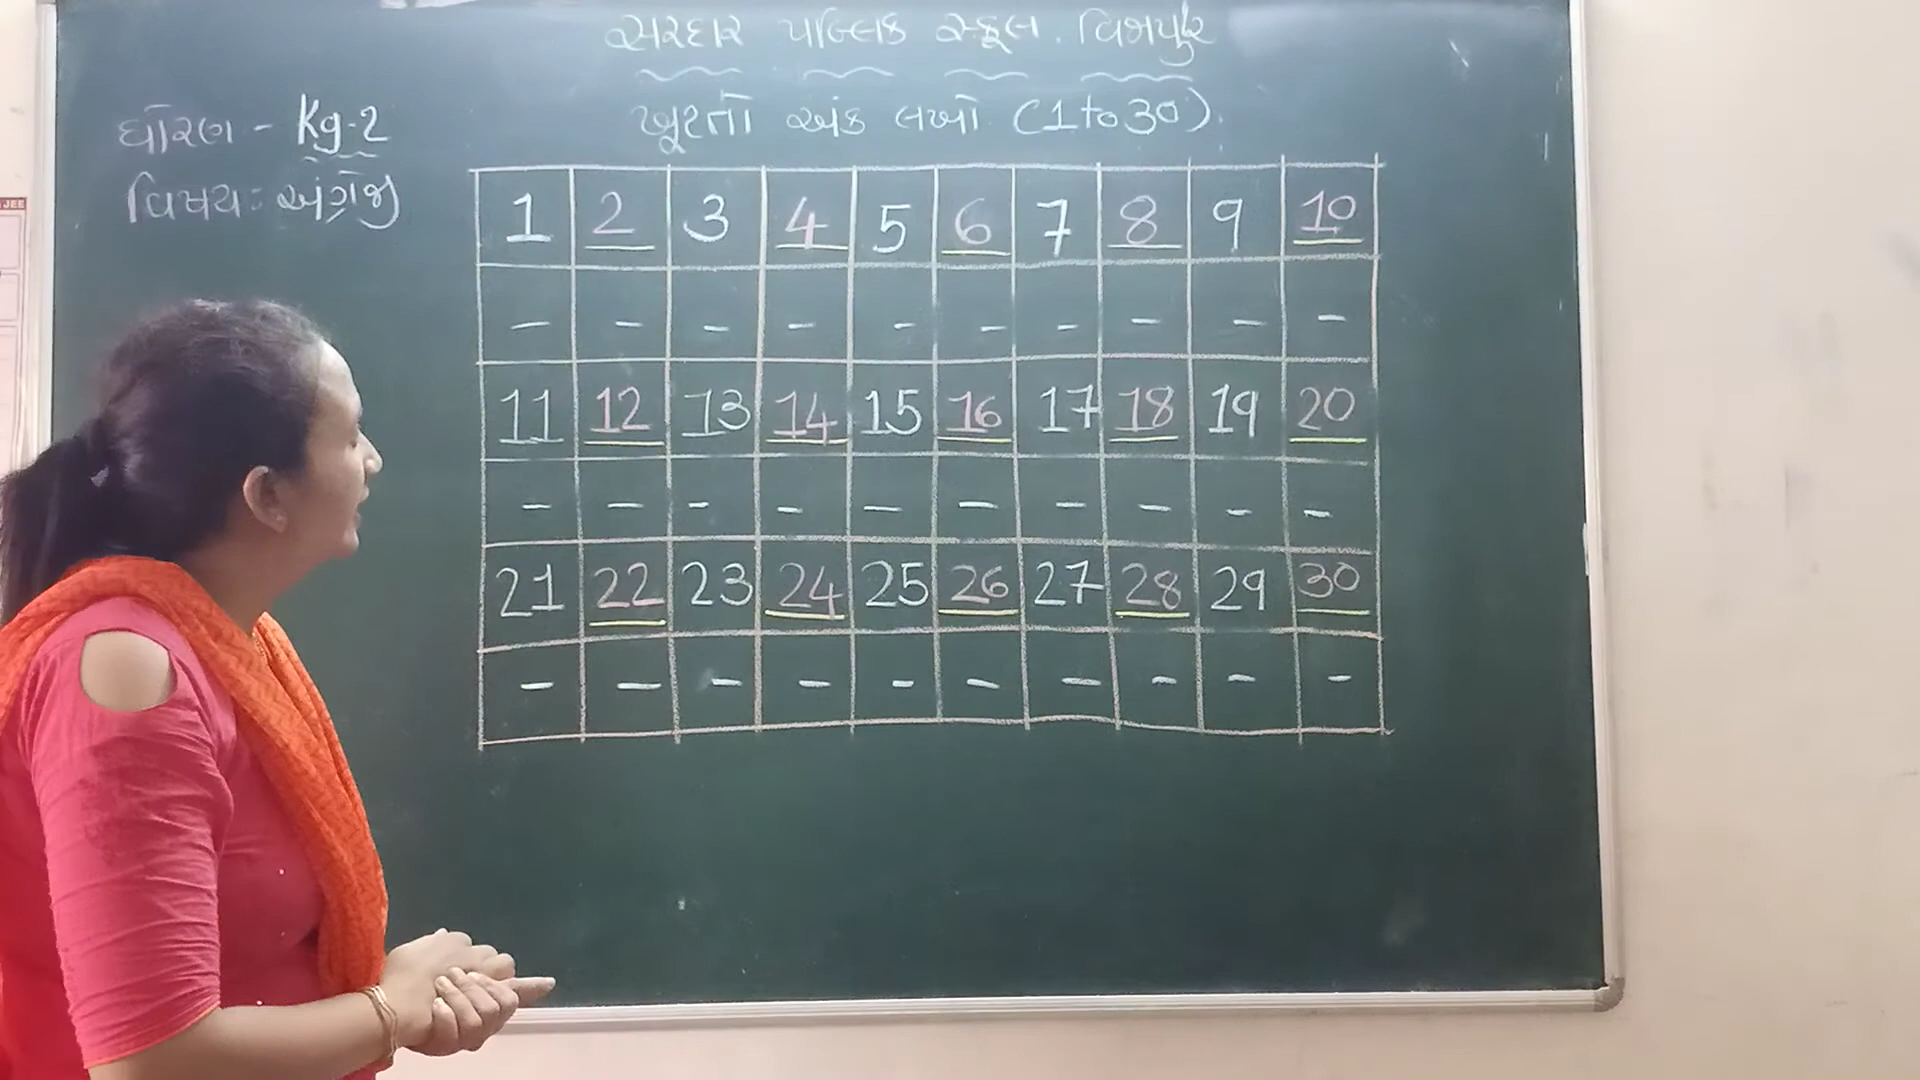 સરદાર પબ્લિક સ્કૂલ. વિજાપુર
ખૂટતો અંક લખો (1 to 30).
ધોરણ - Kg-2
વિષય: અંગ્રેજી
1 2 3 4 5 6 7 8 9 10
- - - - - - - - - -
11 12 13 14 15 16 17 18 19 20
- - - - - - - - - -
21 22 23 24 25 26 27 28 29 30
- - - - - - - - - -
JEE